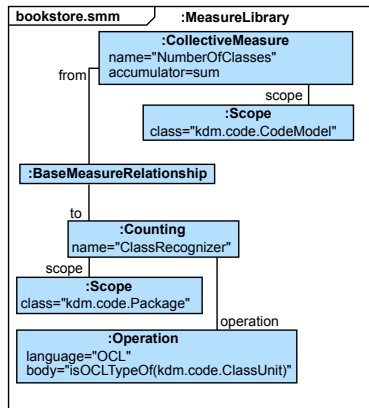 bookstore.smm
:MeasureLibrary
:CollectiveMeasure
name="NumberOfClasses"
accumulator=sum
from
scope
:Scope
class="kdm.code.CodeModel"
:BaseMeasureRelationship
to
:Counting
name="ClassRecognizer"
scope
:Scope
class="kdm.code.Package"
operation
:Operation
language="OCL"
body="isOCLTypeOf(kdm.code.ClassUnit)"